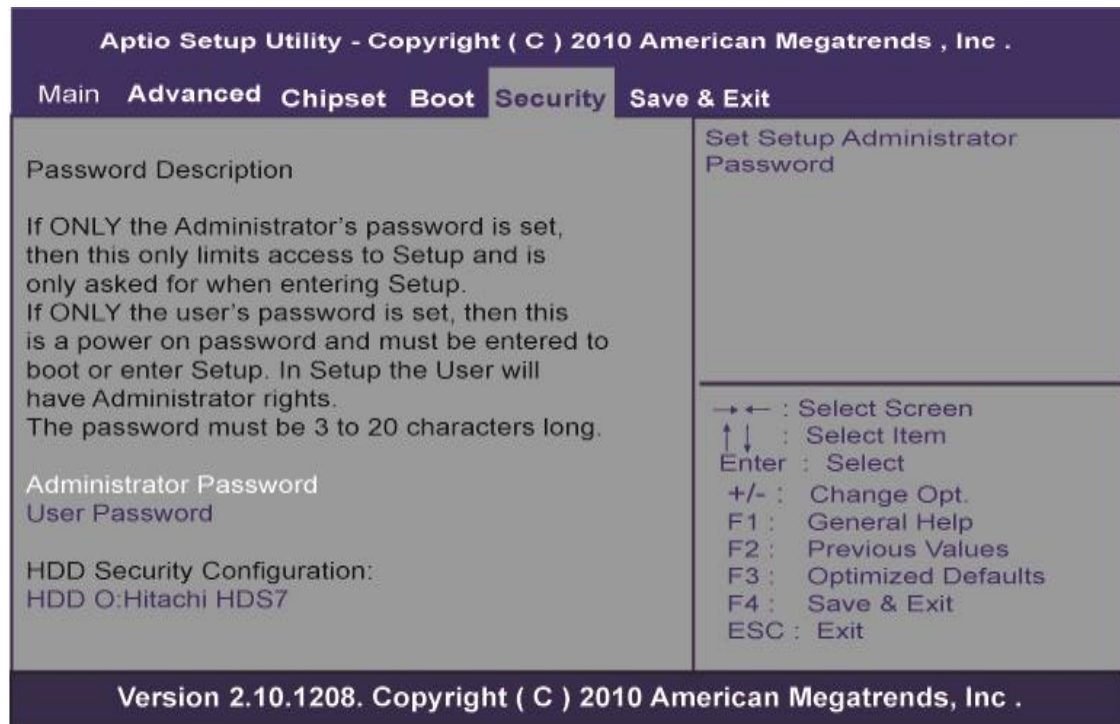 Aptio Setup Utility - Copyright ( C ) 2010 American Megatrends , Inc .
Main Advanced Chipset Boot Security Save & Exit
Password Description
If ONLY the Administrator's password is set,
then this only limits access to Setup and is
only asked for when entering Setup.
If ONLY the user's password is set, then this
is a power on password and must be entered to
boot or enter Setup. In Setup the User will
have Administrator rights.
The password must be 3 to 20 characters long.
Administrator Password
User Password
HDD Security Configuration:
HDD O:Hitachi HDS7
Set Setup Administrator
Password
→ ← : Select Screen
↑ ↓ : Select Item
Enter : Select
+/- : Change Opt.
F1 : General Help
F2 : Previous Values
F3 : Optimized Defaults
F4 : Save & Exit
ESC : Exit
Version 2.10.1208. Copyright ( C ) 2010 American Megatrends, Inc .